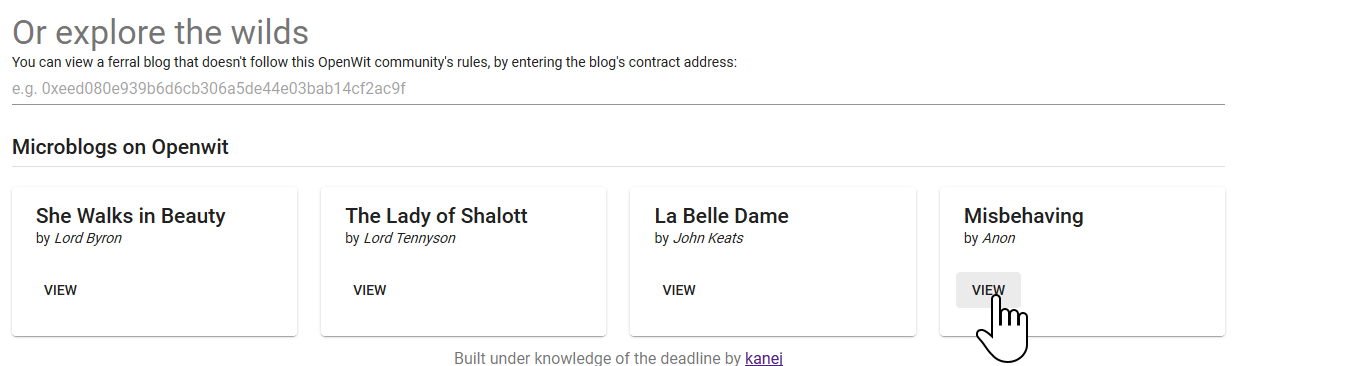 Or explore the wilds
You can view a ferral blog that doesn't follow this OpenWit community's rules, by entering the blog's contract address:
e.g. 0xeed080e939b6d6cb306a5de44e03bab14cf2ac9f
Microblogs on Openwit
She Walks in Beauty
by Lord Byron
VIEW
The Lady of Shalott
by Lord Tennyson
VIEW
La Belle Dame
by John Keats
VIEW
Misbehaving
by Anon
VIEW
Built under knowledge of the deadline by kanej